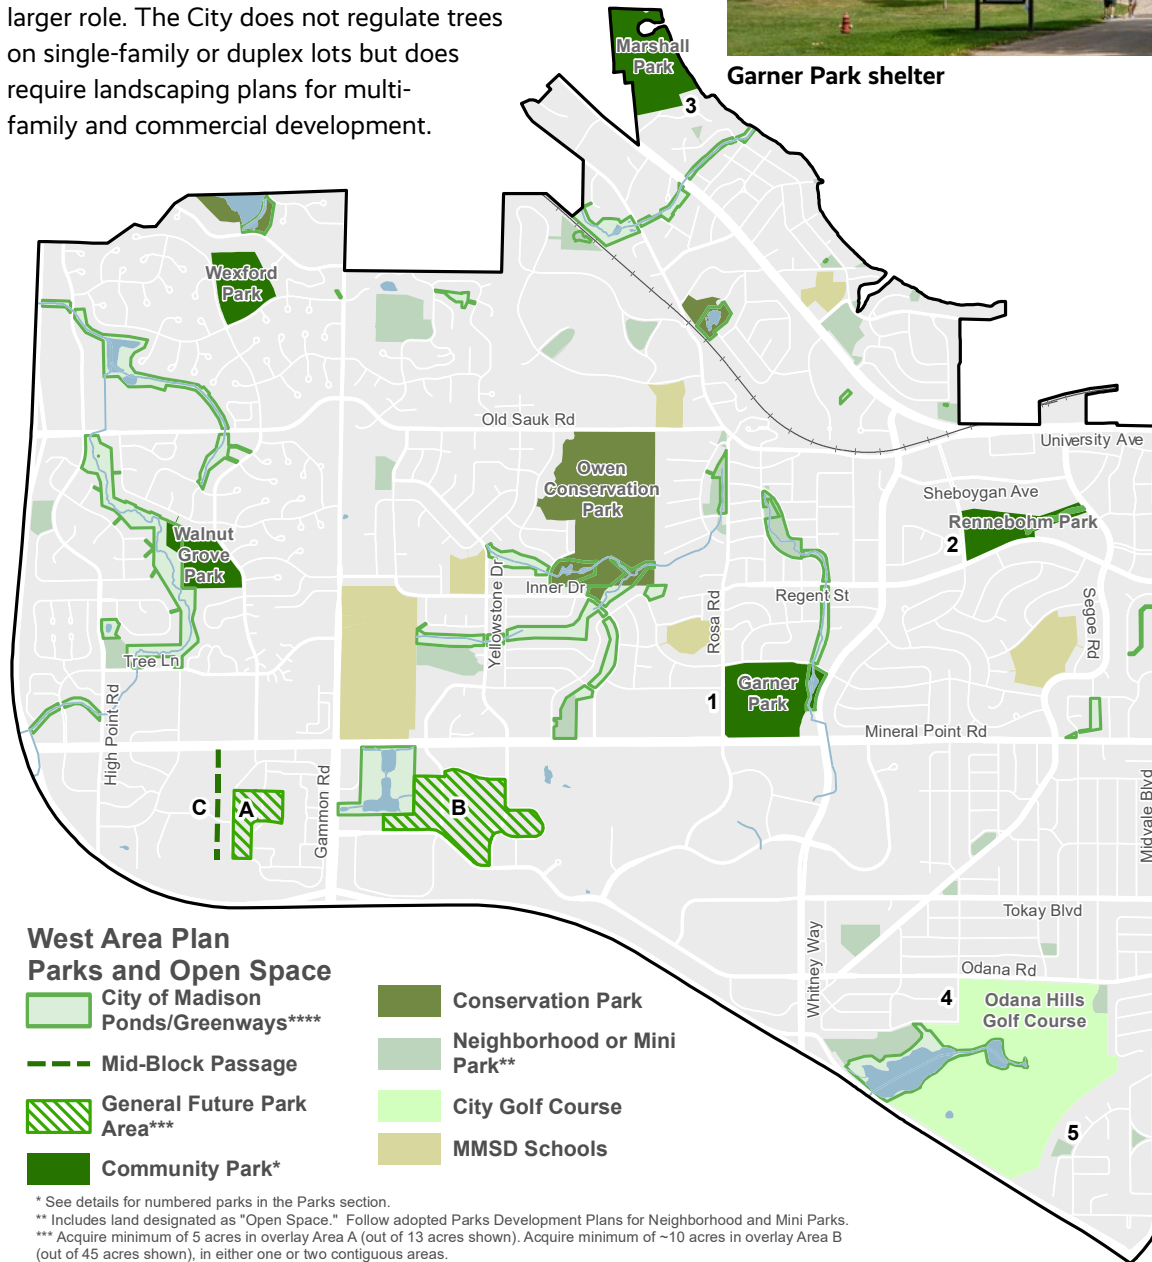 larger role. The City does not regulate trees
on single-family or duplex lots but does
require landscaping plans for multi-
family and commercial development.
Garner Park shelter
Marshall
Park
3
Wexford
Park
Old Sauk Rd
University Ave
Owen
Conservation
Park
Sheboygan Ave
Rennebohm Park
2
Walnut
Grove
Park
Inner Dr
Yellowstone Dr
Rosa Rd
Regent St
Segoe Rd
Tree Ln
High Point Rd
Garner
Park
1
Mineral Point Rd
Gammon Rd
C
A
B
Midvale Blvd
Tokay Blvd
Whitney Way
Odana Rd
4
Odana Hills
Golf Course
5
West Area Plan
Parks and Open Space
City of Madison
Ponds/Greenways****
Mid-Block Passage
General Future Park
Area***
Community Park*
Conservation Park
Neighborhood or Mini
Park**
City Golf Course
MMSD Schools
* See details for numbered parks in the Parks section.
** Includes land designated as "Open Space." Follow adopted Parks Development Plans for Neighborhood and Mini Parks.
*** Acquire minimum of 5 acres in overlay Area A (out of 13 acres shown). Acquire minimum of ~10 acres in overlay Area B
(out of 45 acres shown), in either one or two contiguous areas.